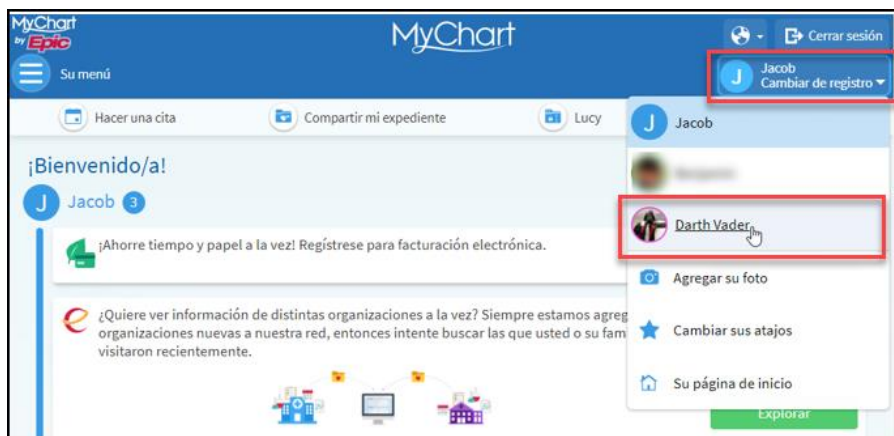 MyChart
by Epic
MyChart
Cerrar sesión
Su menú
J
Jacob
Cambiar de registro
Hacer una cita
Compartir mi expediente
Lucy
J
Jacob
¡Bienvenido/a!
J
Jacob
3
Darth Vader
¡Ahorre tiempo y papel a la vez! Regístrese para facturación electrónica.
Agregar su foto
¿Quiere ver información de distintas organizaciones a la vez? Siempre estamos
organizaciones nuevas a nuestra red, entonces intente buscar las que usted o su
visitaron recientemente.
Cambiar sus atajos
Su página de inicio
Explorar